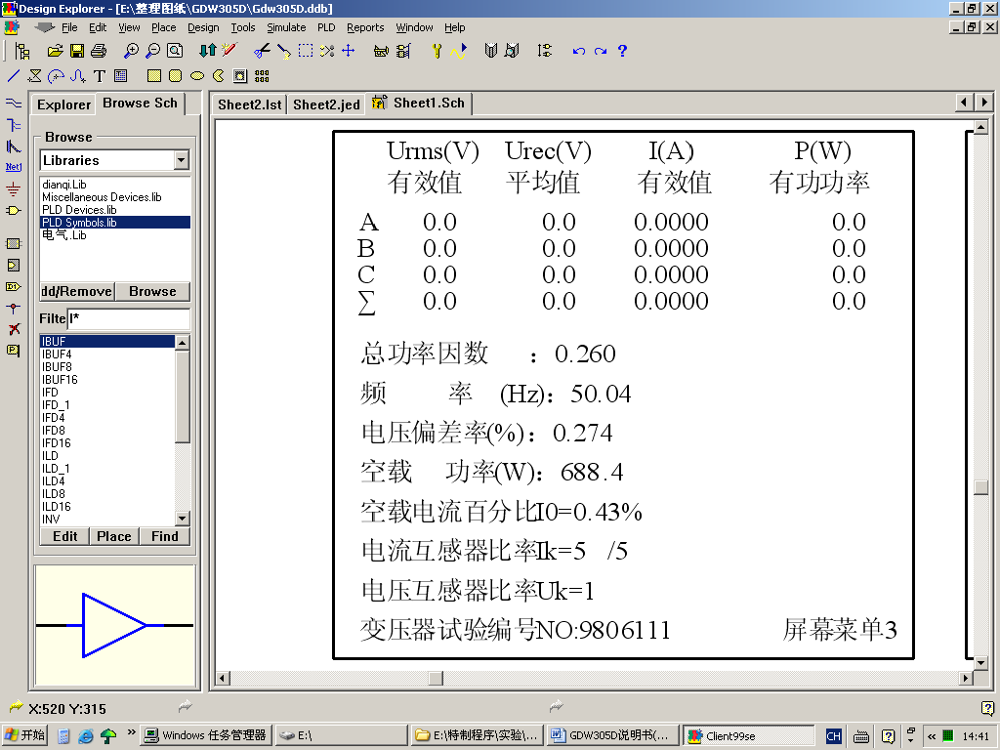 Design Explorer - [E:\整理图纸\GDW305D\Gdw305D.ddb]
File Edit View Place Design Tools Simulate PLD Reports Window Help
Explorer Browse Sch
Sheet2.lst Sheet2.jed Sheet1.Sch
Browse
Libraries
dianqi.Lib
Miscellaneous Devices.lib
PLD Devices.lib
PLD Symbols.lib
电气.Lib
dd/Remove Browse
Filte I*
IBUF
IBUF4
IBUF8
IBUF16
IFD
IFD_1
IFD4
IFD8
IFD16
ILD
ILD_1
ILD4
ILD8
ILD16
INV
Edit Place Find
Net1
D1
P
Urms(V) Urec(V) I(A) P(W)
有效值 平均值 有效值 有功功率
A 0.0 0.0 0.0000 0.0
B 0.0 0.0 0.0000 0.0
C 0.0 0.0 0.0000 0.0
∑ 0.0 0.0 0.0000 0.0
总功率因数 ：0.260
频 率 (Hz)：50.04
电压偏差率(%)：0.274
空载 功率(W)：688.4
空载电流百分比I0=0.43%
电流互感器比率Ik=5 /5
电压互感器比率Uk=1
变压器试验编号NO:9806111 屏幕菜单3
X:520 Y:315
开始 » Windows 任务管理器 E:\ E:\特制程序\实验\... GDW305D说明书(... Client99se CH « 14:41